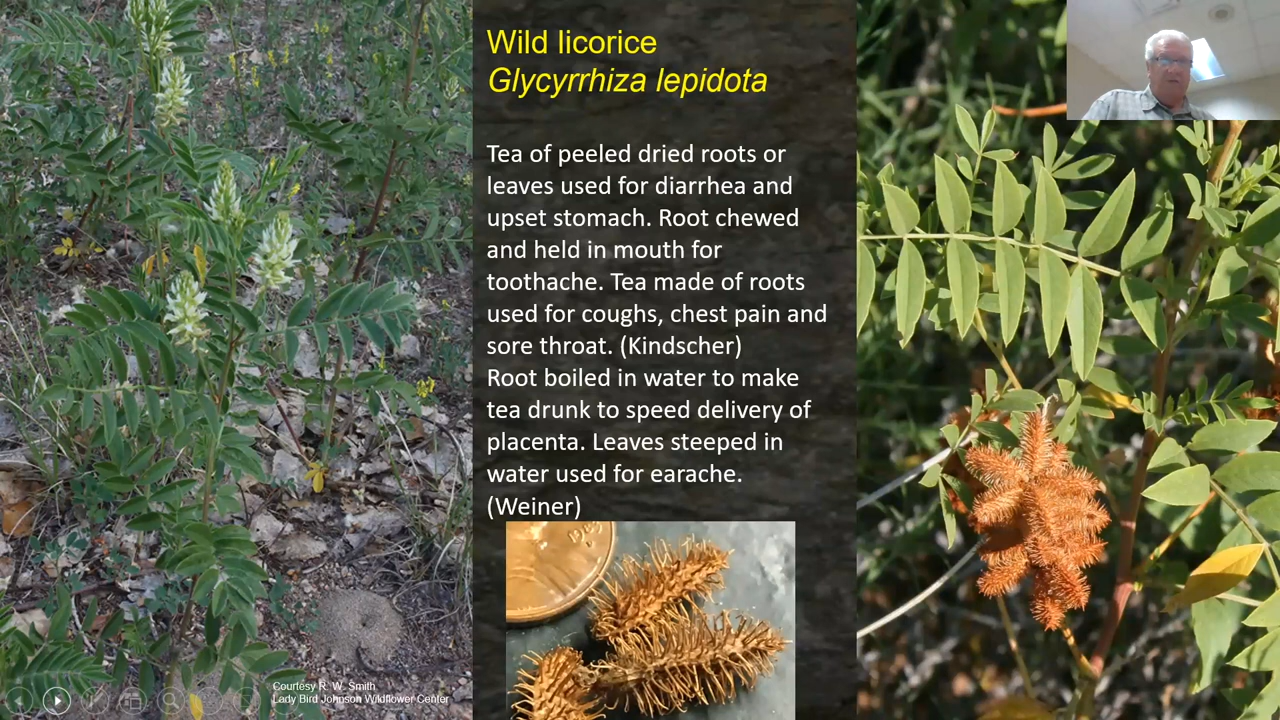 Wild licorice
Glycyrrhiza lepidota
Tea of peeled dried roots or
leaves used for diarrhea and
upset stomach. Root chewed
and held in mouth for
toothache. Tea made of roots
used for coughs, chest pain and
sore throat. (Kindscher)
Root boiled in water to make
tea drunk to speed delivery of
placenta. Leaves steeped in
water used for earache.
(Weiner)
Courtesy R. W. Smith
Lady Bird Johnson Wildflower Center